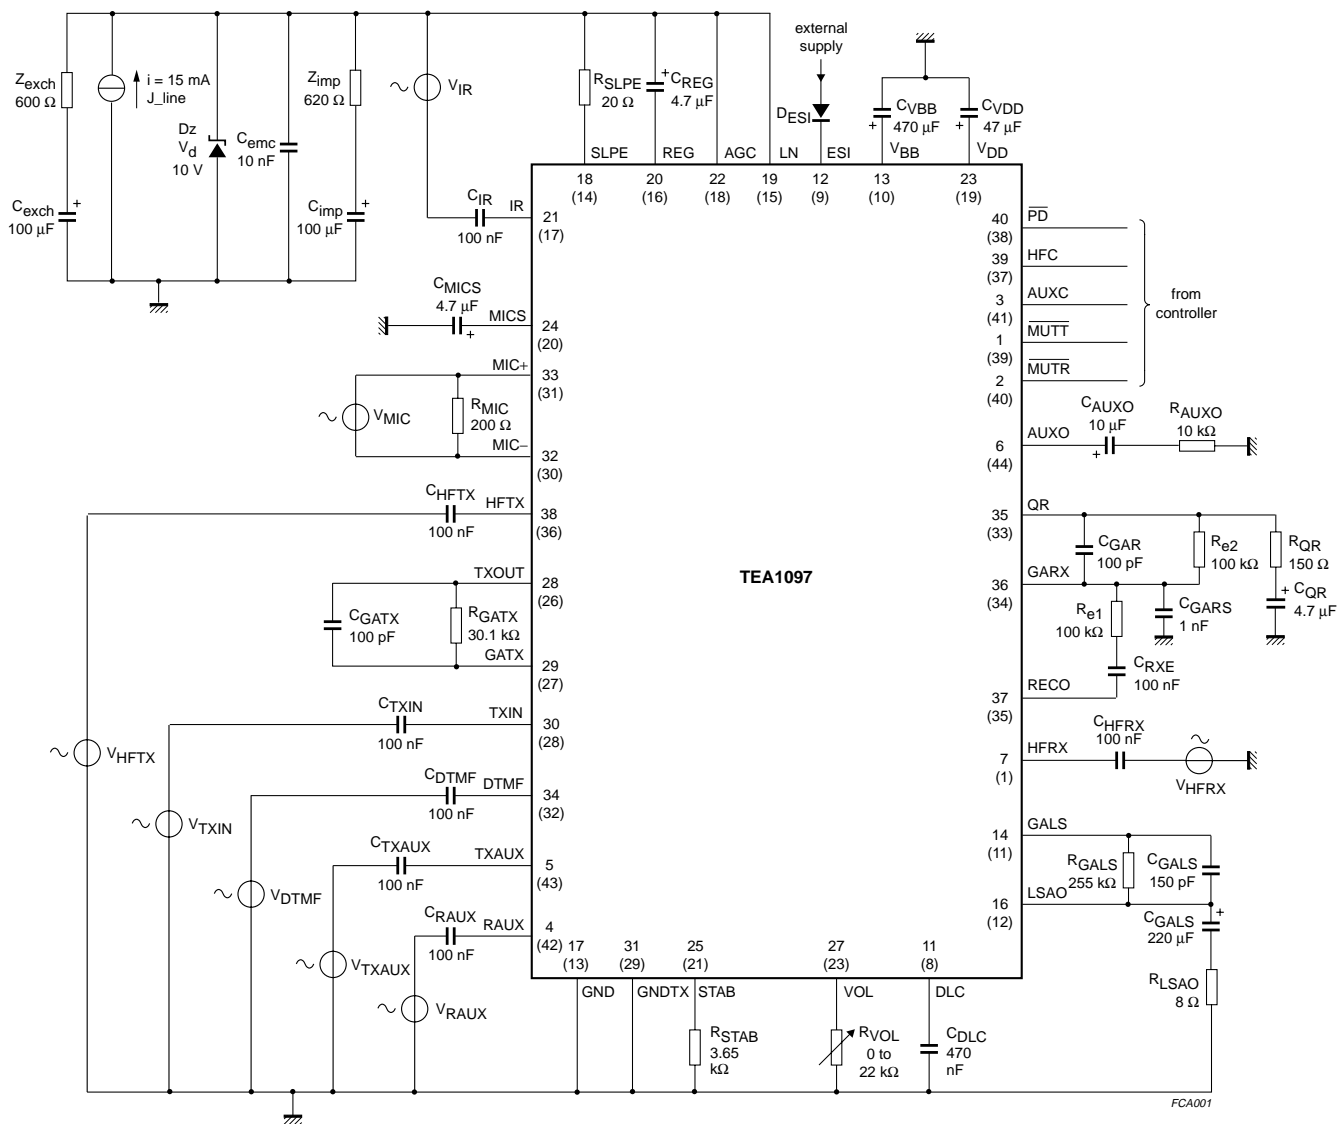 Zexch
600 Ω
i = 15 mA
J_line
Dz
Vd
10 V
Cemc
10 nF
Zimp
620 Ω
Cexch
100 µF
Cimp
100 µF
VIR
CIR
100 nF
IR
RSLPE
20 Ω
CREG
4.7 µF
external
supply
DESI
CVBB
470 µF
CVDD
47 µF
SLPE
REG
AGC
LN
ESI
VBB
VDD
18
(14)
20
(16)
22
(18)
19
(15)
12
(9)
13
(10)
23
(19)
21
(17)
CMICS
4.7 µF
MICS
24
(20)
MIC+
33
(31)
VMIC
RMIC
200 Ω
MIC−
32
(30)
CHFTX
100 nF
HFTX
38
(36)
TXOUT
28
(26)
CGATX
100 pF
RGATX
30.1 kΩ
GATX
29
(27)
CTXIN
100 nF
TXIN
30
(28)
VHFTX
CDTMF
100 nF
DTMF
34
(32)
VTXIN
CTXAUX
100 nF
TXAUX
5
(43)
VDTMF
CRAUX
100 nF
RAUX
4
(42)
VTXAUX
VRAUX
TEA1097
40
(38)
PD
39
(37)
HFC
3
(41)
AUXC
1
(39)
MUTT
2
(40)
MUTR
from
controller
6
(44)
AUXO
CAUXO
10 µF
RAUXO
10 kΩ
35
(33)
QR
CGAR
100 pF
Re2
100 kΩ
RQR
150 Ω
36
(34)
GARX
Re1
100 kΩ
CGARS
1 nF
CQR
4.7 µF
CRXE
100 nF
37
(35)
RECO
7
(1)
HFRX
CHFRX
100 nF
VHFRX
14
(11)
GALS
RGALS
255 kΩ
CGALS
150 pF
16
(12)
LSAO
CGALS
220 µF
RLSAO
8 Ω
17
(13)
31
(29)
25
(21)
27
(23)
11
(8)
GND
GNDTX
STAB
VOL
DLC
RSTAB
3.65
kΩ
RVOL
0 to
22 kΩ
CDLC
470
nF
FCA001